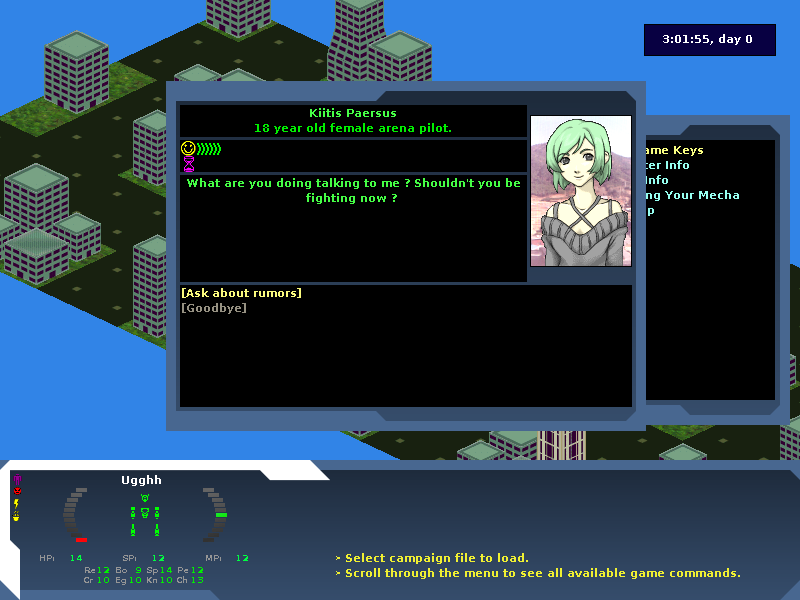 3:01:55, day 0
Kiitis Paersus
18 year old female arena pilot.
What are you doing talking to me ? Shouldn't you be
fighting now ?
[Ask about rumors]
[Goodbye]
ame Keys
ter Info
Info
ng Your Mecha
p
Ugghh
HP: 14 SP: 12 MP: 12
Re 12 Bo 9 Sp 14 Pe 12
Cr 10 Eg 10 Kn 10 Ch 13
> Select campaign file to load.
> Scroll through the menu to see all available game commands.